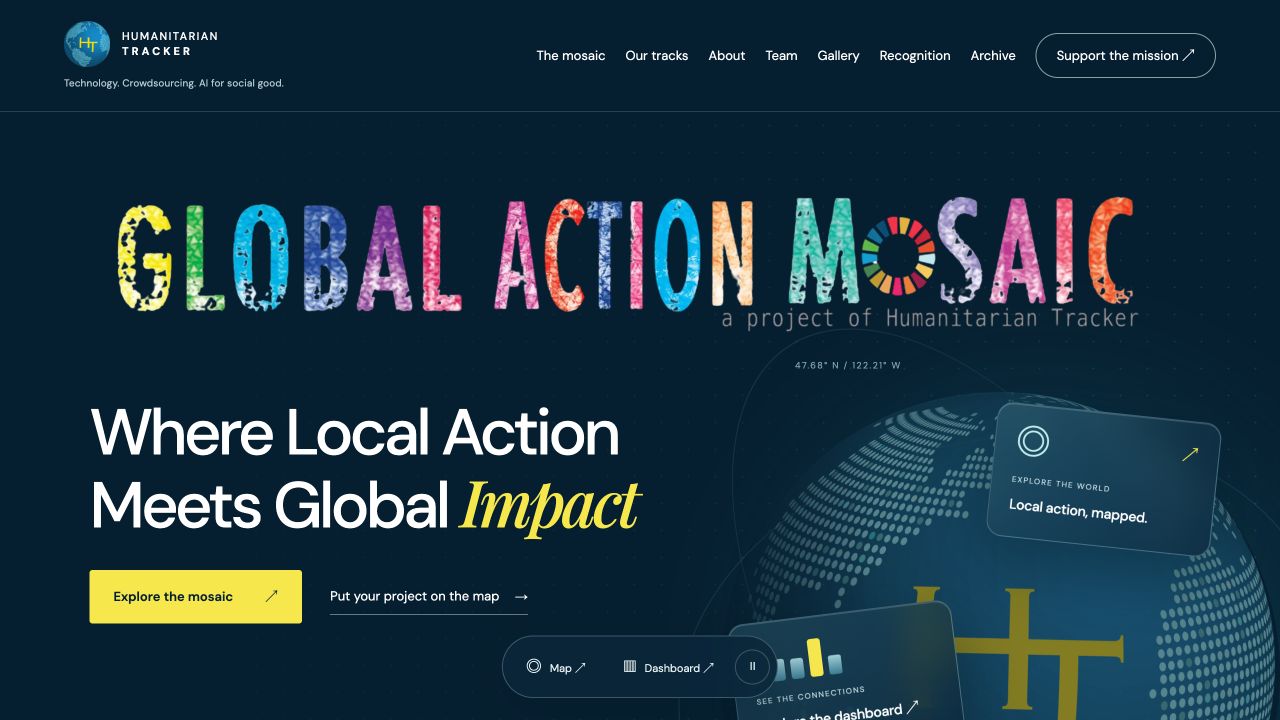 HUMANITARIAN
TRACKER
Technology. Crowdsourcing. AI for social good.
The mosaic
Our tracks
About
Team
Gallery
Recognition
Archive
Support the mission ↗
GLOBAL ACTION MOSAIC
a project of Humanitarian Tracker
47.68° N / 122.21° W
Where Local Action
Meets Global Impact
EXPLORE THE WORLD
Local action, mapped.
HT
Explore the mosaic ↗
Put your project on the map →
Map ↗
Dashboard ↗
SEE THE CONNECTIONS
the dashboard ↗